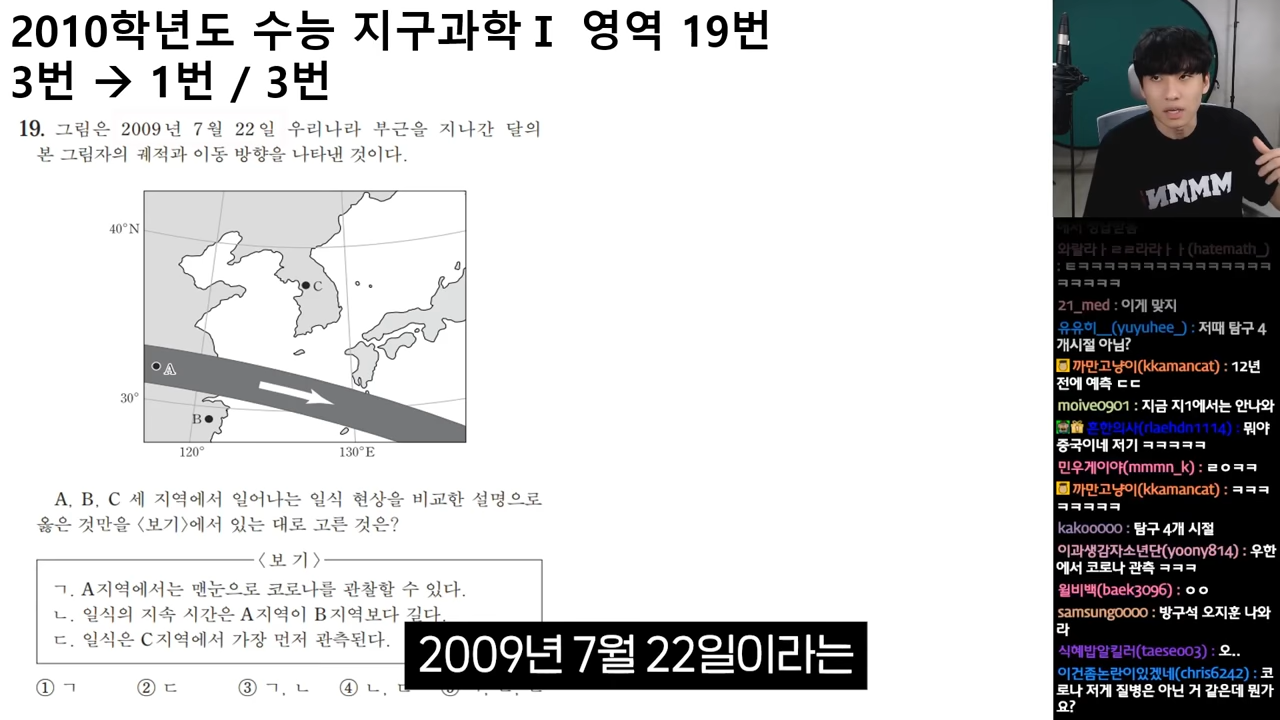 2010학년도 수능 지구과학Ⅰ 영역 19번
3번 → 1번 / 3번
19. 그림은 2009년 7월 22일 우리나라 부근을 지나간 달의
본 그림자의 궤적과 이동 방향을 나타낸 것이다.
40°N
C
A
30°
B
120°
130°E
A, B, C 세 지역에서 일어나는 일식 현상을 비교한 설명으로
옳은 것만을 〈보기〉에서 있는 대로 고른 것은?
〈보 기〉
ㄱ. A지역에서는 맨눈으로 코로나를 관찰할 수 있다.
ㄴ. 일식의 지속 시간은 A지역이 B지역보다 길다.
ㄷ. 일식은 C지역에서 가장 먼저 관측된다.
① ㄱ ② ㄷ ③ ㄱ, ㄴ ④ ㄴ,
2009년 7월 22일이라는
ИMMM
와랄라ㅏㄹㄹ라라ㅏㅏ(hatemath_)
: ㅌㅋㅋㅋㅋㅋㅋㅋㅋㅋㅋㅋㅋㅋㅋㅋ
ㅋㅋㅋㅋㅋ
21_med : 이게 맞지
유유히__(yuyuhee_) : 저때 탐구 4
개시절 아님?
까만고냥이(kkamancat) : 12년
전에 예측 ㄷㄷ
moive0901 : 지금 지1에서는 안나와
흔한의사(rlaehdn1114) : 뭐야
중국이네 저기 ㅋㅋㅋㅋㅋ
민우게이야(mmmn_k) : ㄹㅇㅋㅋ
까만고냥이(kkamancat) : ㅋㅋㅋ
ㅋㅋㅋㅋㅋ
kakoo000 : 탐구 4개 시절
이과생감자소년단(yoony814) : 우한
에서 코로나 관측 ㅋㅋㅋ
윌비백(baek3096) : ㅇㅇ
samsung0000 : 방구석 오지훈 나와
라
식혜밥알킬러(taeseo03) : 오..
이건좀논란이있겠네(chris6242) : 코
로나 저게 질병은 아닌 거 같은데 뭔가
요?